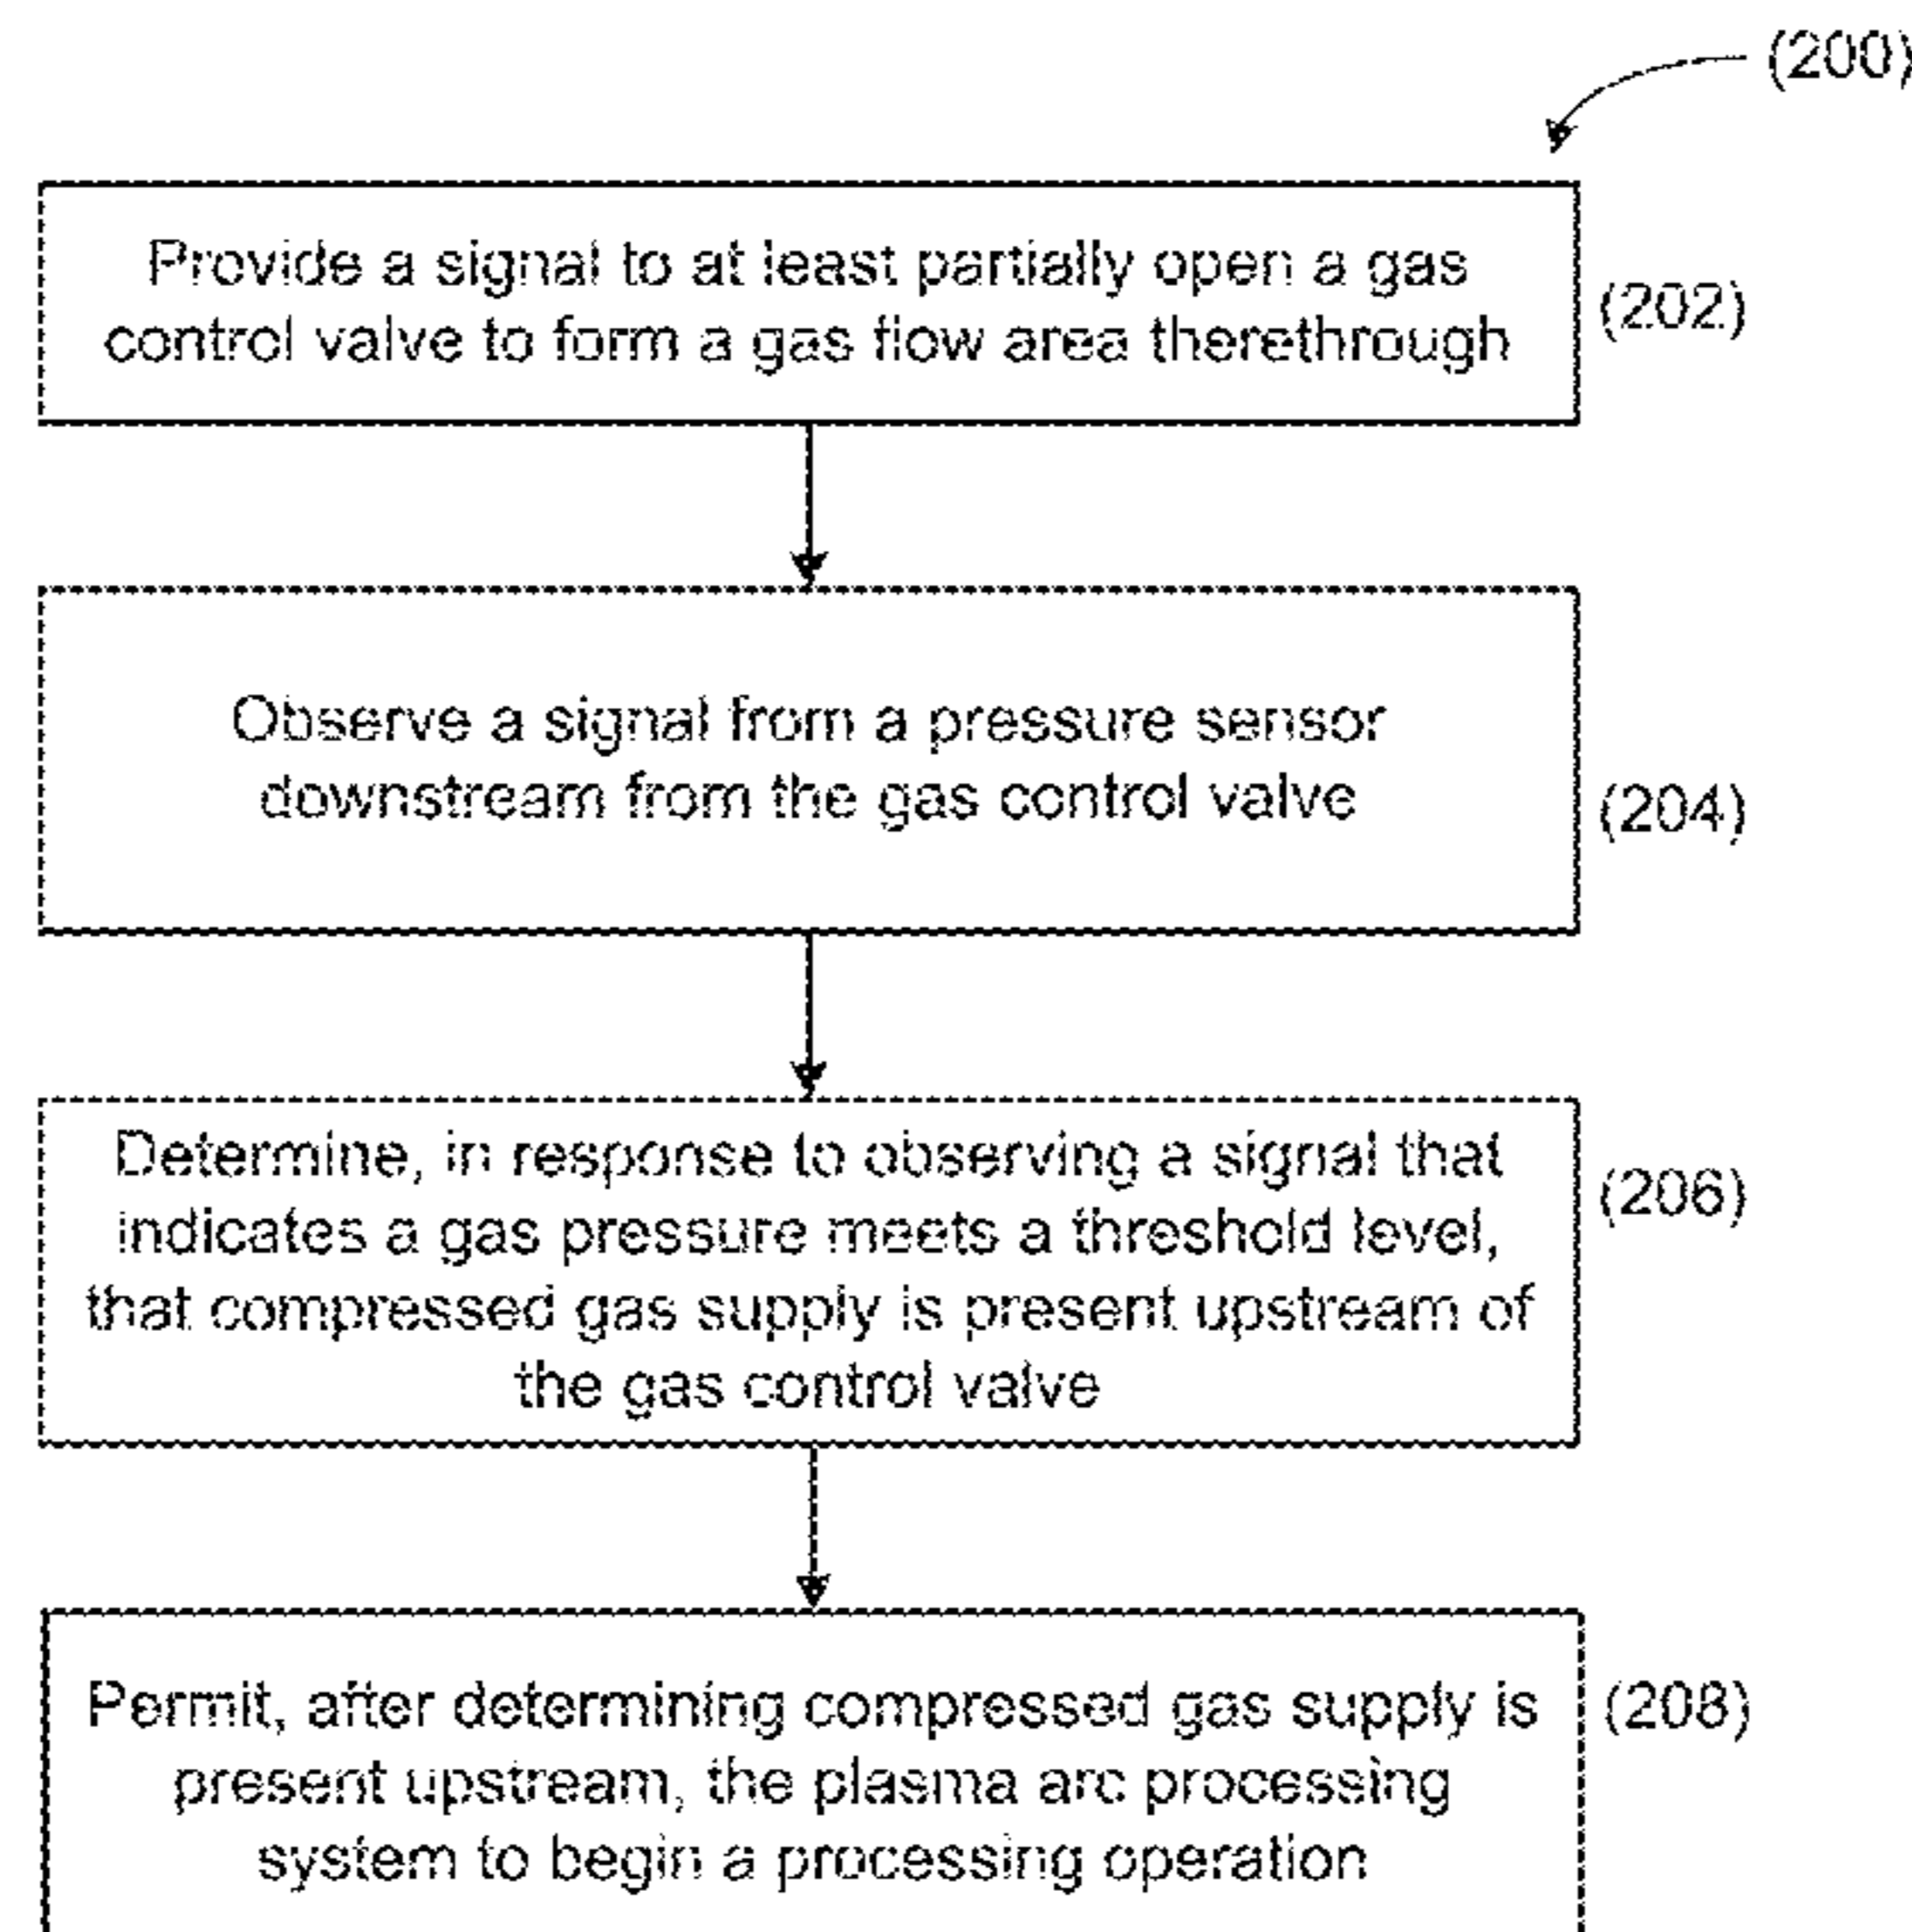 (200)
Provide a signal to at least partially open a gas
control valve to form a gas flow area therethrough
(202)
Observe a signal from a pressure sensor
downstream from the gas control valve
(204)
Determine, in response to observing a signal that
indicates a gas pressure meets a threshold level,
that compressed gas supply is present upstream of
the gas control valve
(206)
Permit, after determining compressed gas supply is
present upstream, the plasma arc processing
system to begin a processing operation
(208)